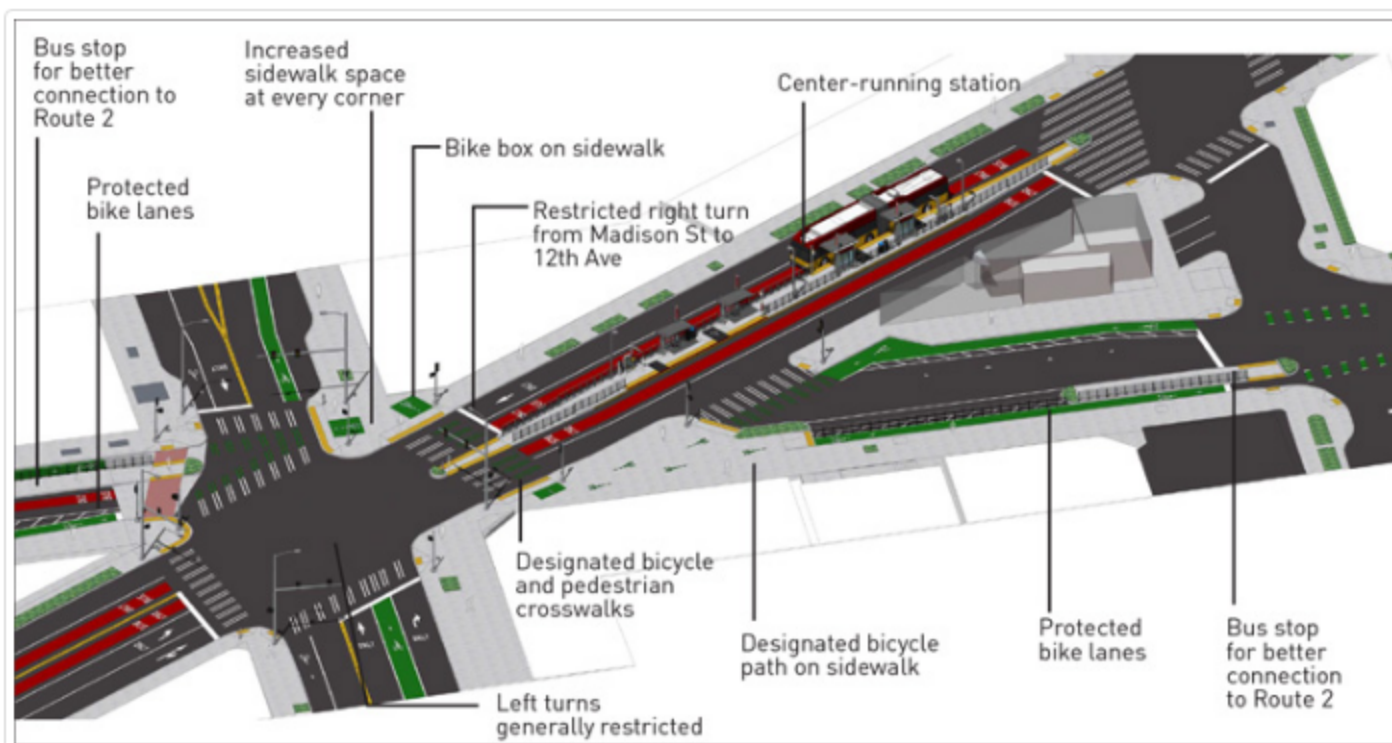 Bus stop
for better
connection to
Route 2
Increased
sidewalk space
at every corner
Center-running station
Bike box on sidewalk
Protected
bike lanes
Restricted right turn
from Madison St to
12th Ave
Designated bicycle
and pedestrian
crosswalks
Designated bicycle
path on sidewalk
Protected
bike lanes
Bus stop
for better
connection
to Route 2
Left turns
generally restricted